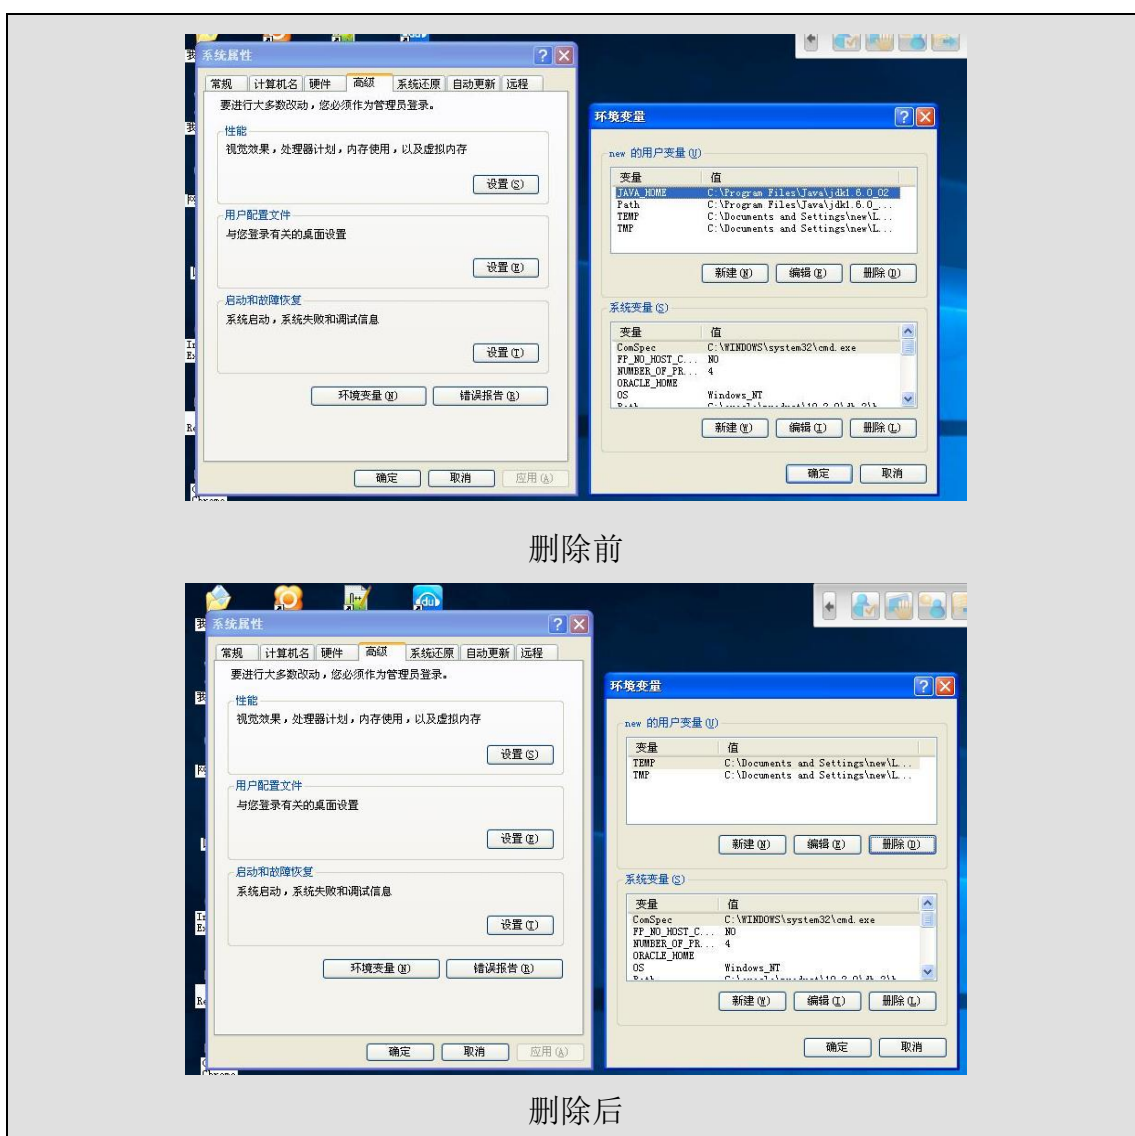 系统属性
常规 计算机名 硬件 高级 系统还原 自动更新 远程
要进行大多数改动，您必须作为管理员登录。
性能
视觉效果，处理器计划，内存使用，以及虚拟内存
设置(S)
用户配置文件
与您登录有关的桌面设置
设置(E)
启动和故障恢复
系统启动，系统失败和调试信息
设置(T)
环境变量(N) 错误报告(R)
确定 取消 应用(A)
环境变量
new 的用户变量(U)
变量 值
JAVA_HOME C:\Program Files\Java\jdk1.6.0_02
Path C:\Program Files\Java\jdk1.6.0_...
TEMP C:\Documents and Settings\new\L...
TMP C:\Documents and Settings\new\L...
新建(N) 编辑(E) 删除(D)
系统变量(S)
变量 值
ComSpec C:\WINDOWS\system32\cmd.exe
FP_NO_HOST_C... NO
NUMBER_OF_PR... 4
ORACLE_HOME
OS Windows_NT
新建(W) 编辑(I) 删除(L)
确定 取消
删除前
系统属性
常规 计算机名 硬件 高级 系统还原 自动更新 远程
要进行大多数改动，您必须作为管理员登录。
性能
视觉效果，处理器计划，内存使用，以及虚拟内存
设置(S)
用户配置文件
与您登录有关的桌面设置
设置(E)
启动和故障恢复
系统启动，系统失败和调试信息
设置(T)
环境变量(N) 错误报告(R)
确定 取消 应用(A)
环境变量
new 的用户变量(U)
变量 值
TEMP C:\Documents and Settings\new\L...
TMP C:\Documents and Settings\new\L...
新建(N) 编辑(E) 删除(D)
系统变量(S)
变量 值
ComSpec C:\WINDOWS\system32\cmd.exe
FP_NO_HOST_C... NO
NUMBER_OF_PR... 4
ORACLE_HOME
OS Windows_NT
新建(W) 编辑(I) 删除(L)
确定 取消
删除后